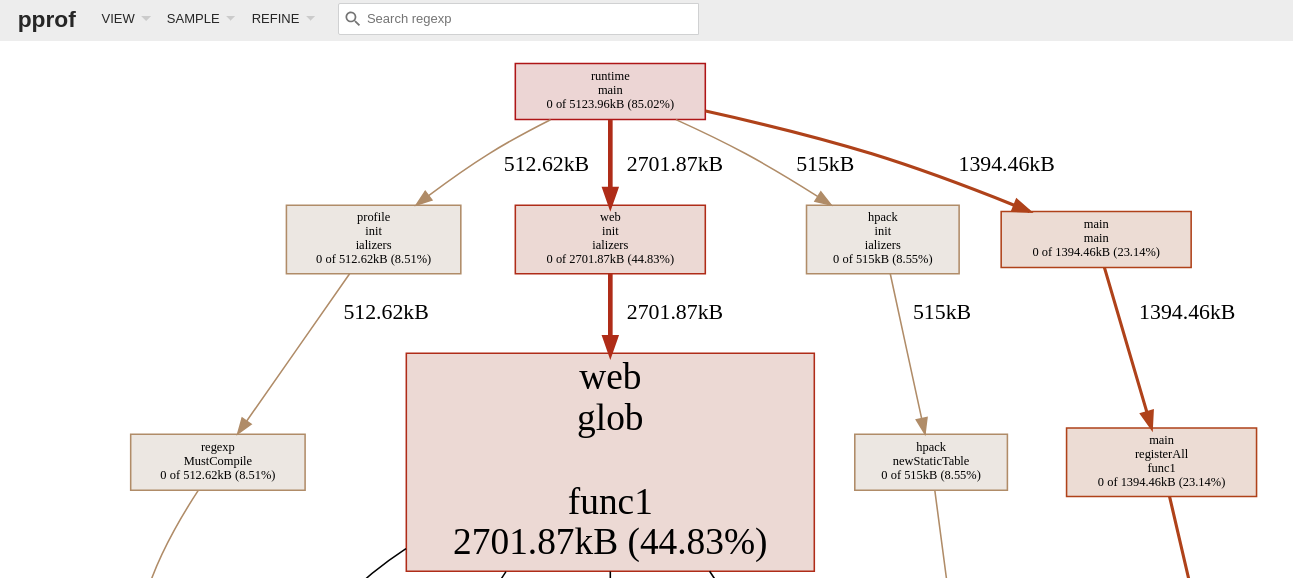 pprof
VIEW
SAMPLE
REFINE
Search regexp
runtime
main
0 of 5123.96kB (85.02%)
512.62kB
2701.87kB
515kB
1394.46kB
profile
init
ializers
0 of 512.62kB (8.51%)
web
init
ializers
0 of 2701.87kB (44.83%)
hpack
init
ializers
0 of 515kB (8.55%)
main
main
0 of 1394.46kB (23.14%)
512.62kB
2701.87kB
515kB
1394.46kB
regexp
MustCompile
0 of 512.62kB (8.51%)
web
glob
func1
2701.87kB (44.83%)
hpack
newStaticTable
0 of 515kB (8.55%)
main
registerAll
func1
0 of 1394.46kB (23.14%)